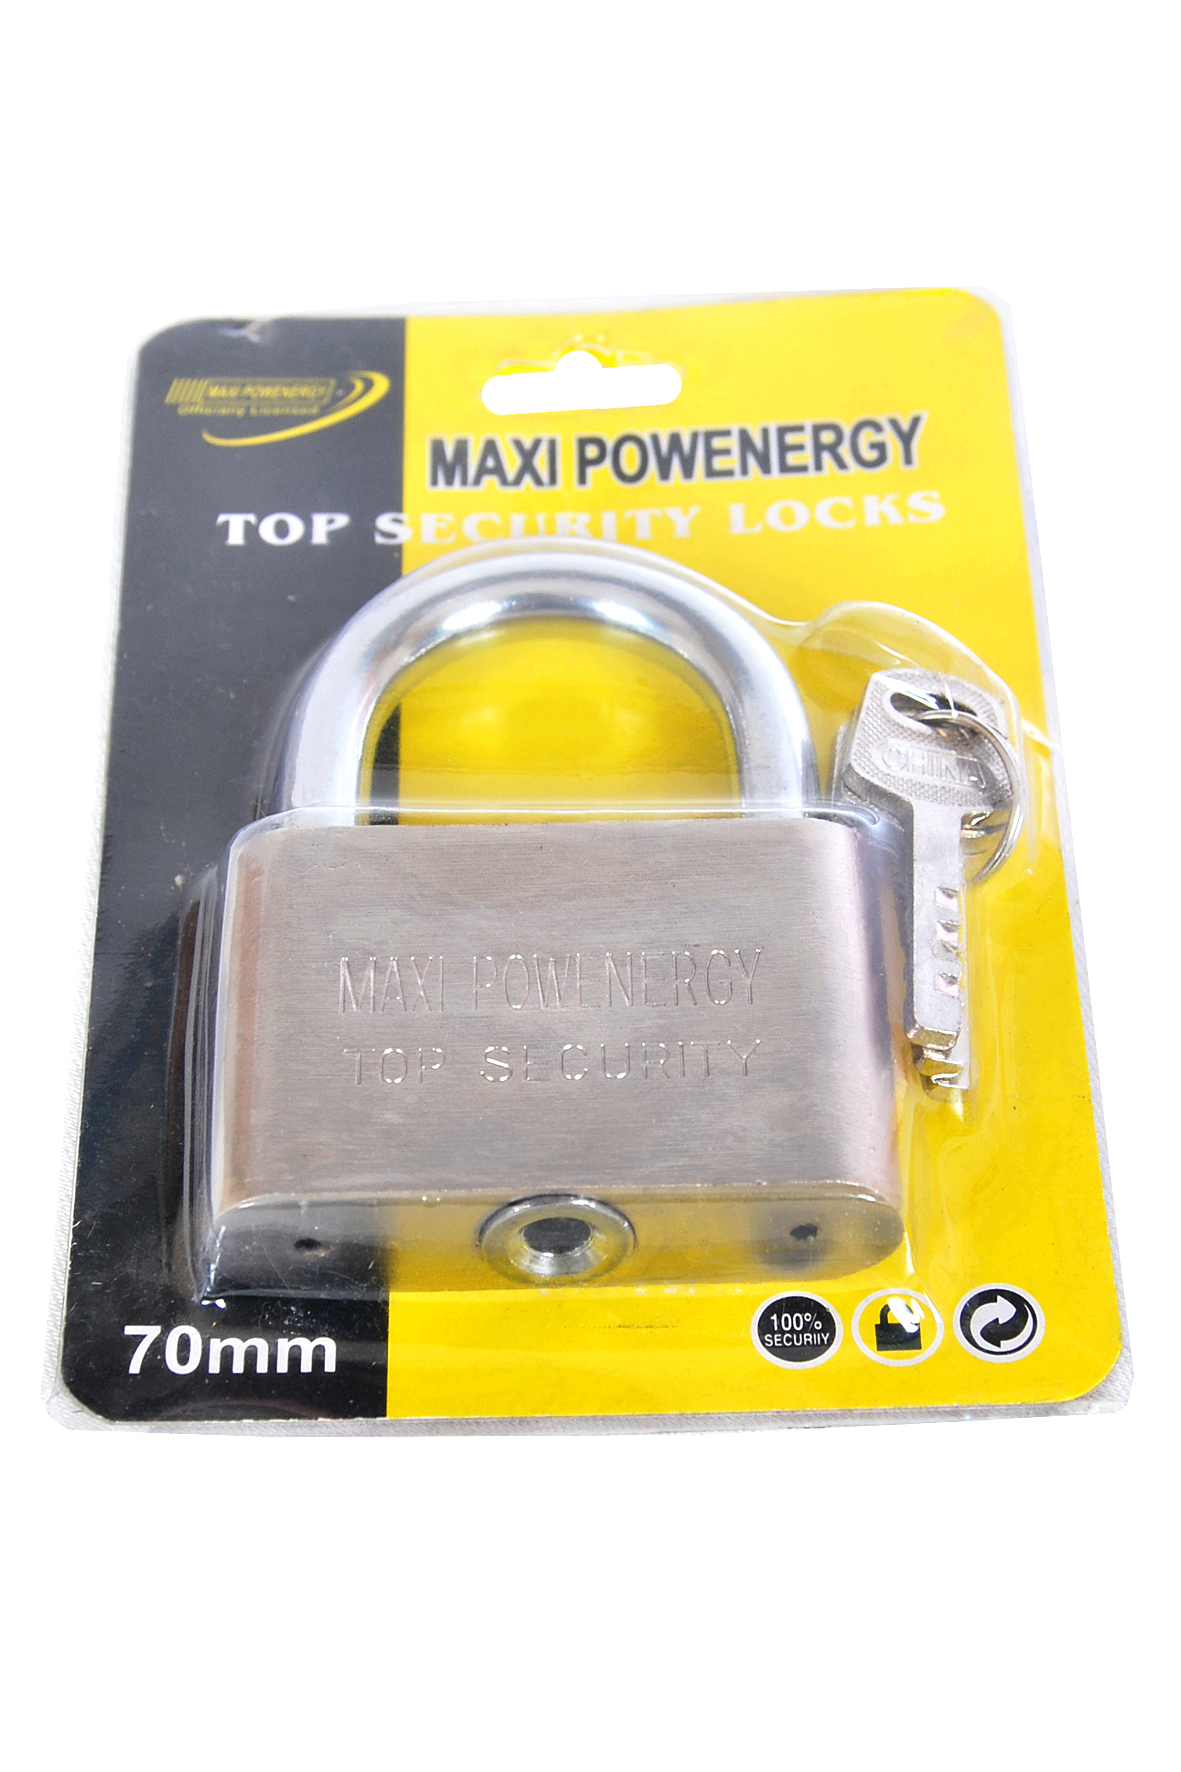 MAXI POWENERGY
Officially Licensed
MAXI POWENERGY
TOP SECURITY LOCKS
CHINA
MAXI POWENERGY
TOP SECURITY
70mm
100%
SECURIIY